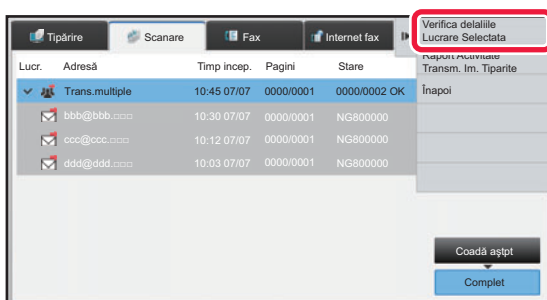 Tipărire Scanare Fax Internet fax
Verifica delaliile
Lucrare Selectata
Raport Activitate
Transm. Im. Tiparite
Înapoi
Lucr. Adresă Timp incep. Pagini Stare
Trans.multiple 10:45 07/07 0000/0001 0000/0002 OK
bbb@bbb.□□□ 10:30 07/07 0000/0001 NG800000
ccc@ccc.□□□ 10:12 07/07 0000/0001 NG800000
ddd@ddd.□□□ 10:03 07/07 0000/0001 NG800000
Coadă aştpt
Complet